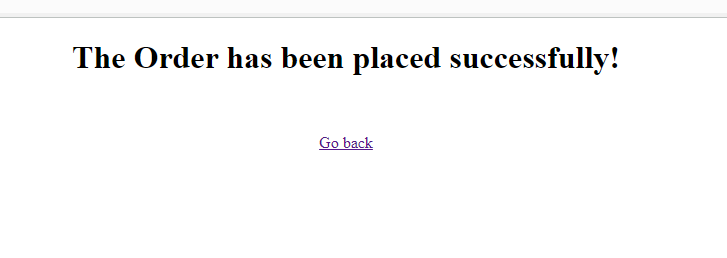 The Order has been placed successfully!
Go back